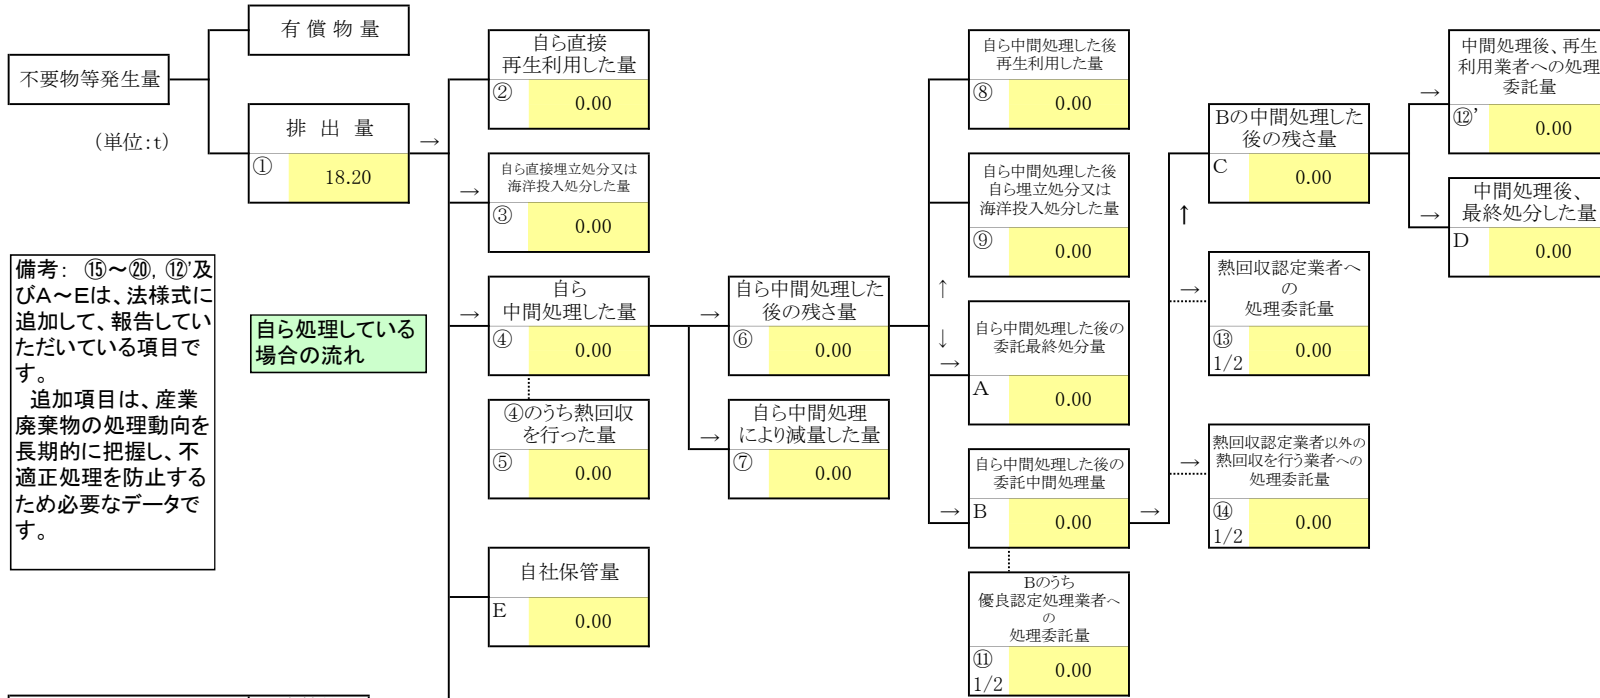 有 償 物 量
不要物等発生量
(単位:t)
排 出 量
→
①
18.20
備考: ⑮~⑳, ⑫'及
びA~Eは、法様式に
追加して、報告してい
ただいている項目で
す。
追加項目は、産業
廃棄物の処理動向を
長期的に把握し、不
適正処理を防止する
ため必要なデータで
す。
自ら処理している
場合の流れ
自ら直接
再生利用した量
②
0.00
→
自ら直接埋立処分又は
海洋投入処分した量
③
0.00
→
自ら
中間処理した量
④
0.00
④のうち熱回収
を行った量
⑤
0.00
自社保管量
E
0.00
→
自ら中間処理した
後の残さ量
⑥
0.00
→
自ら中間処理
により減量した量
⑦
0.00
自ら中間処理した後
再生利用した量
⑧
0.00
自ら中間処理した後
自ら埋立処分又は
海洋投入処分した量
⑨
0.00
↑
↓
→
自ら中間処理した後の
委託最終処分量
A
0.00
→
自ら中間処理した後の
委託中間処理量
B
0.00
→
Bのうち
優良認定処理業者へ
の
処理委託量
⑪
1/2
0.00
Bの中間処理した
後の残さ量
C
0.00
↑
→
熱回収認定業者へ
の
処理委託量
⑬
1/2
0.00
→
熱回収認定業者以外の
熱回収を行う業者への
処理委託量
⑭
1/2
0.00
→
中間処理後、再生
利用業者への処理
委託量
⑫'
0.00
→
中間処理後、
最終処分した量
D
0.00